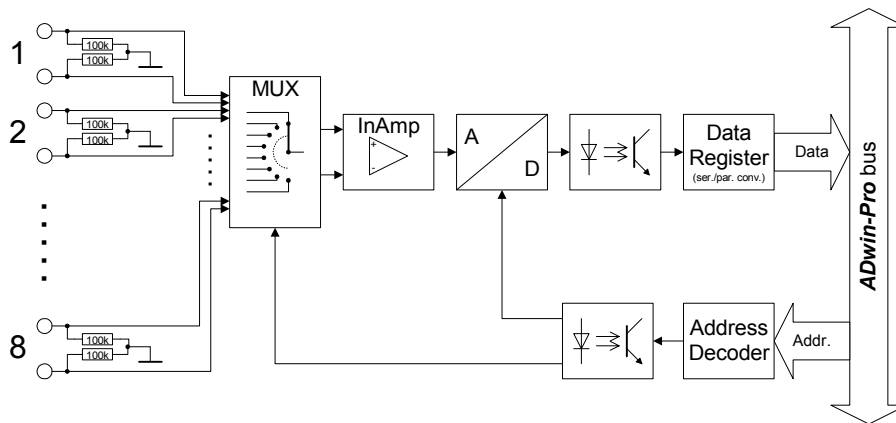 1
100k
100k
2
100k
100k
8
100k
100k
MUX
InAmp
+
-
A
D
Data
Register
(ser./par. conv.)
Data
Address
Decoder
Addr.
ADwin-Pro bus